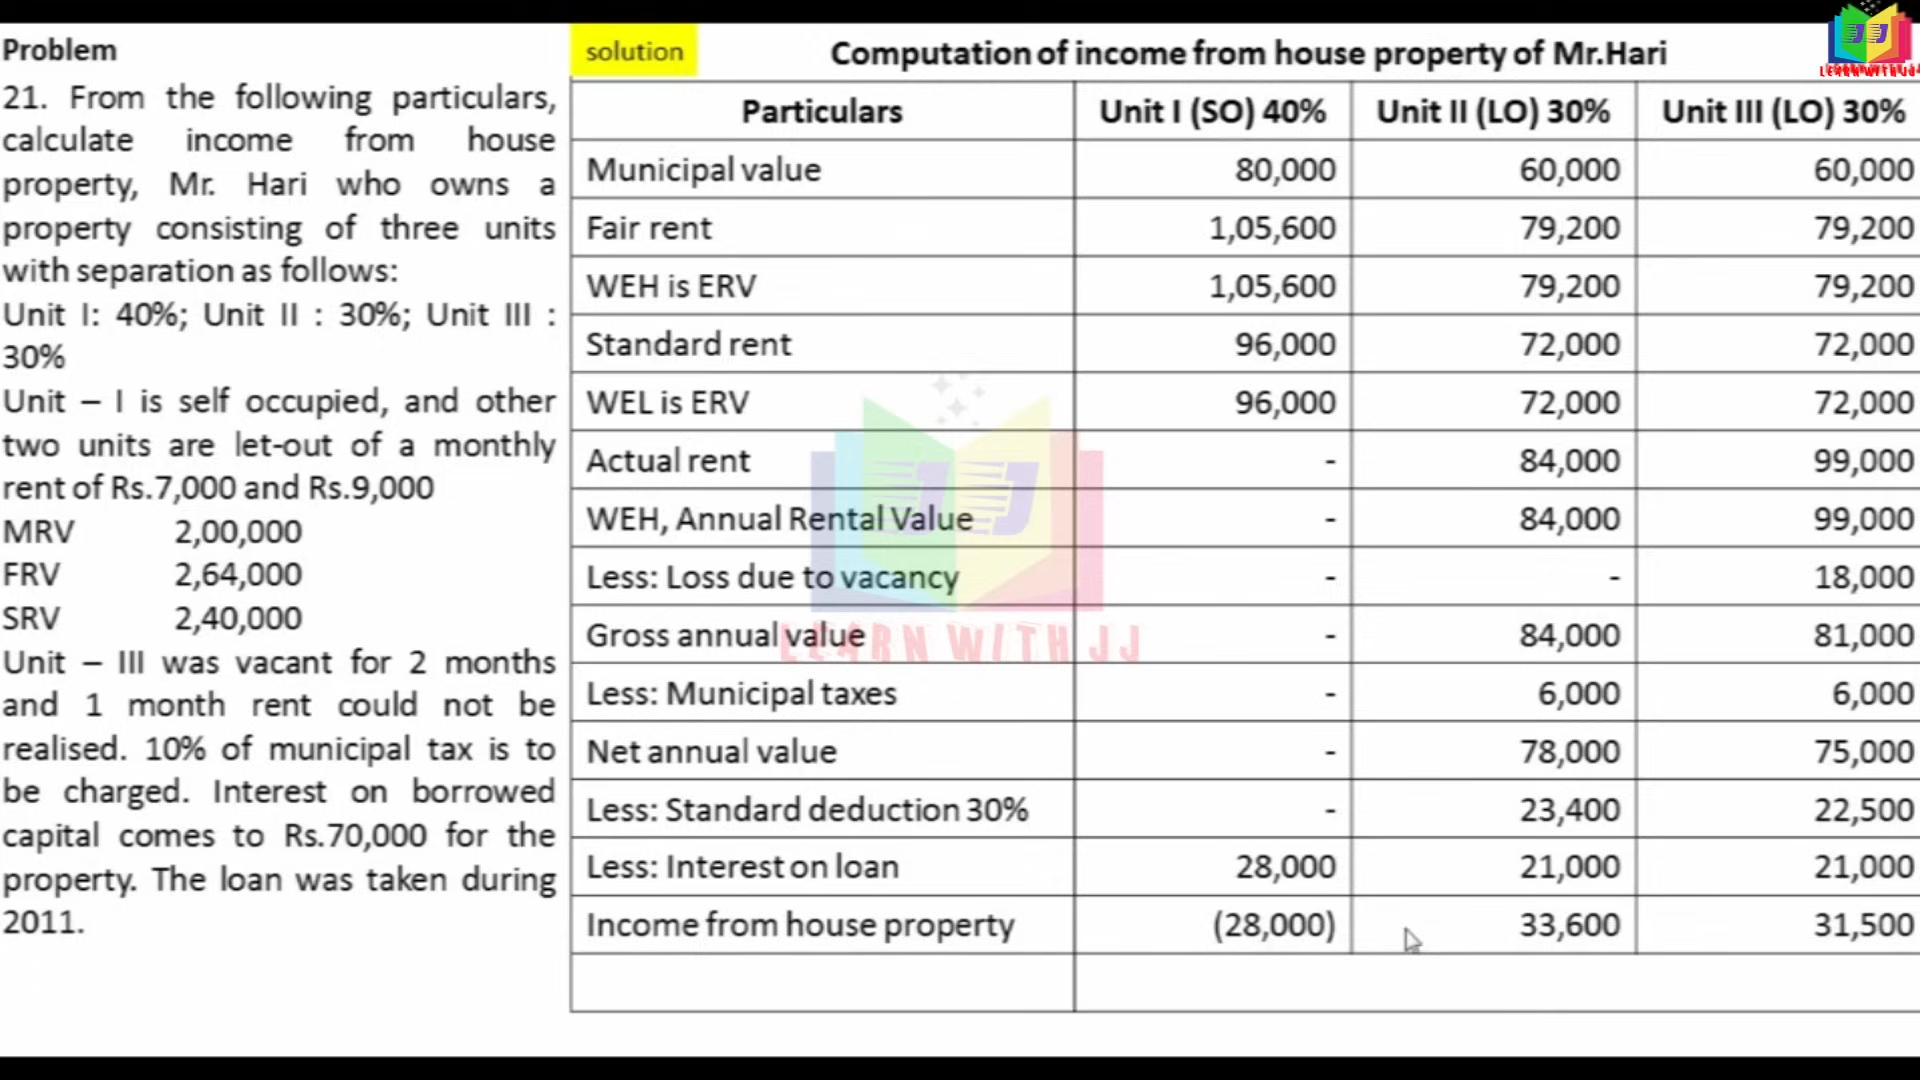 Problem
21. From the following particulars,
calculate income from house
property, Mr. Hari who owns a
property consisting of three units
with separation as follows:
Unit I: 40%; Unit II : 30%; Unit III :
30%
Unit – I is self occupied, and other
two units are let-out of a monthly
rent of Rs.7,000 and Rs.9,000
MRV 2,00,000
FRV 2,64,000
SRV 2,40,000
Unit – III was vacant for 2 months
and 1 month rent could not be
realised. 10% of municipal tax is to
be charged. Interest on borrowed
capital comes to Rs.70,000 for the
property. The loan was taken during
2011.
solution
Computation of income from house property of Mr.Hari
Particulars Unit I (SO) 40% Unit II (LO) 30% Unit III (LO) 30%
Municipal value 80,000 60,000 60,000
Fair rent 1,05,600 79,200 79,200
WEH is ERV 1,05,600 79,200 79,200
Standard rent 96,000 72,000 72,000
WEL is ERV 96,000 72,000 72,000
Actual rent - 84,000 99,000
WEH, Annual Rental Value - 84,000 99,000
Less: Loss due to vacancy - - 18,000
Gross annual value - 84,000 81,000
Less: Municipal taxes - 6,000 6,000
Net annual value - 78,000 75,000
Less: Standard deduction 30% - 23,400 22,500
Less: Interest on loan 28,000 21,000 21,000
Income from house property (28,000) 33,600 31,500
JJ
LEARN WITH JJ
JJ
LEARN WITH JJ